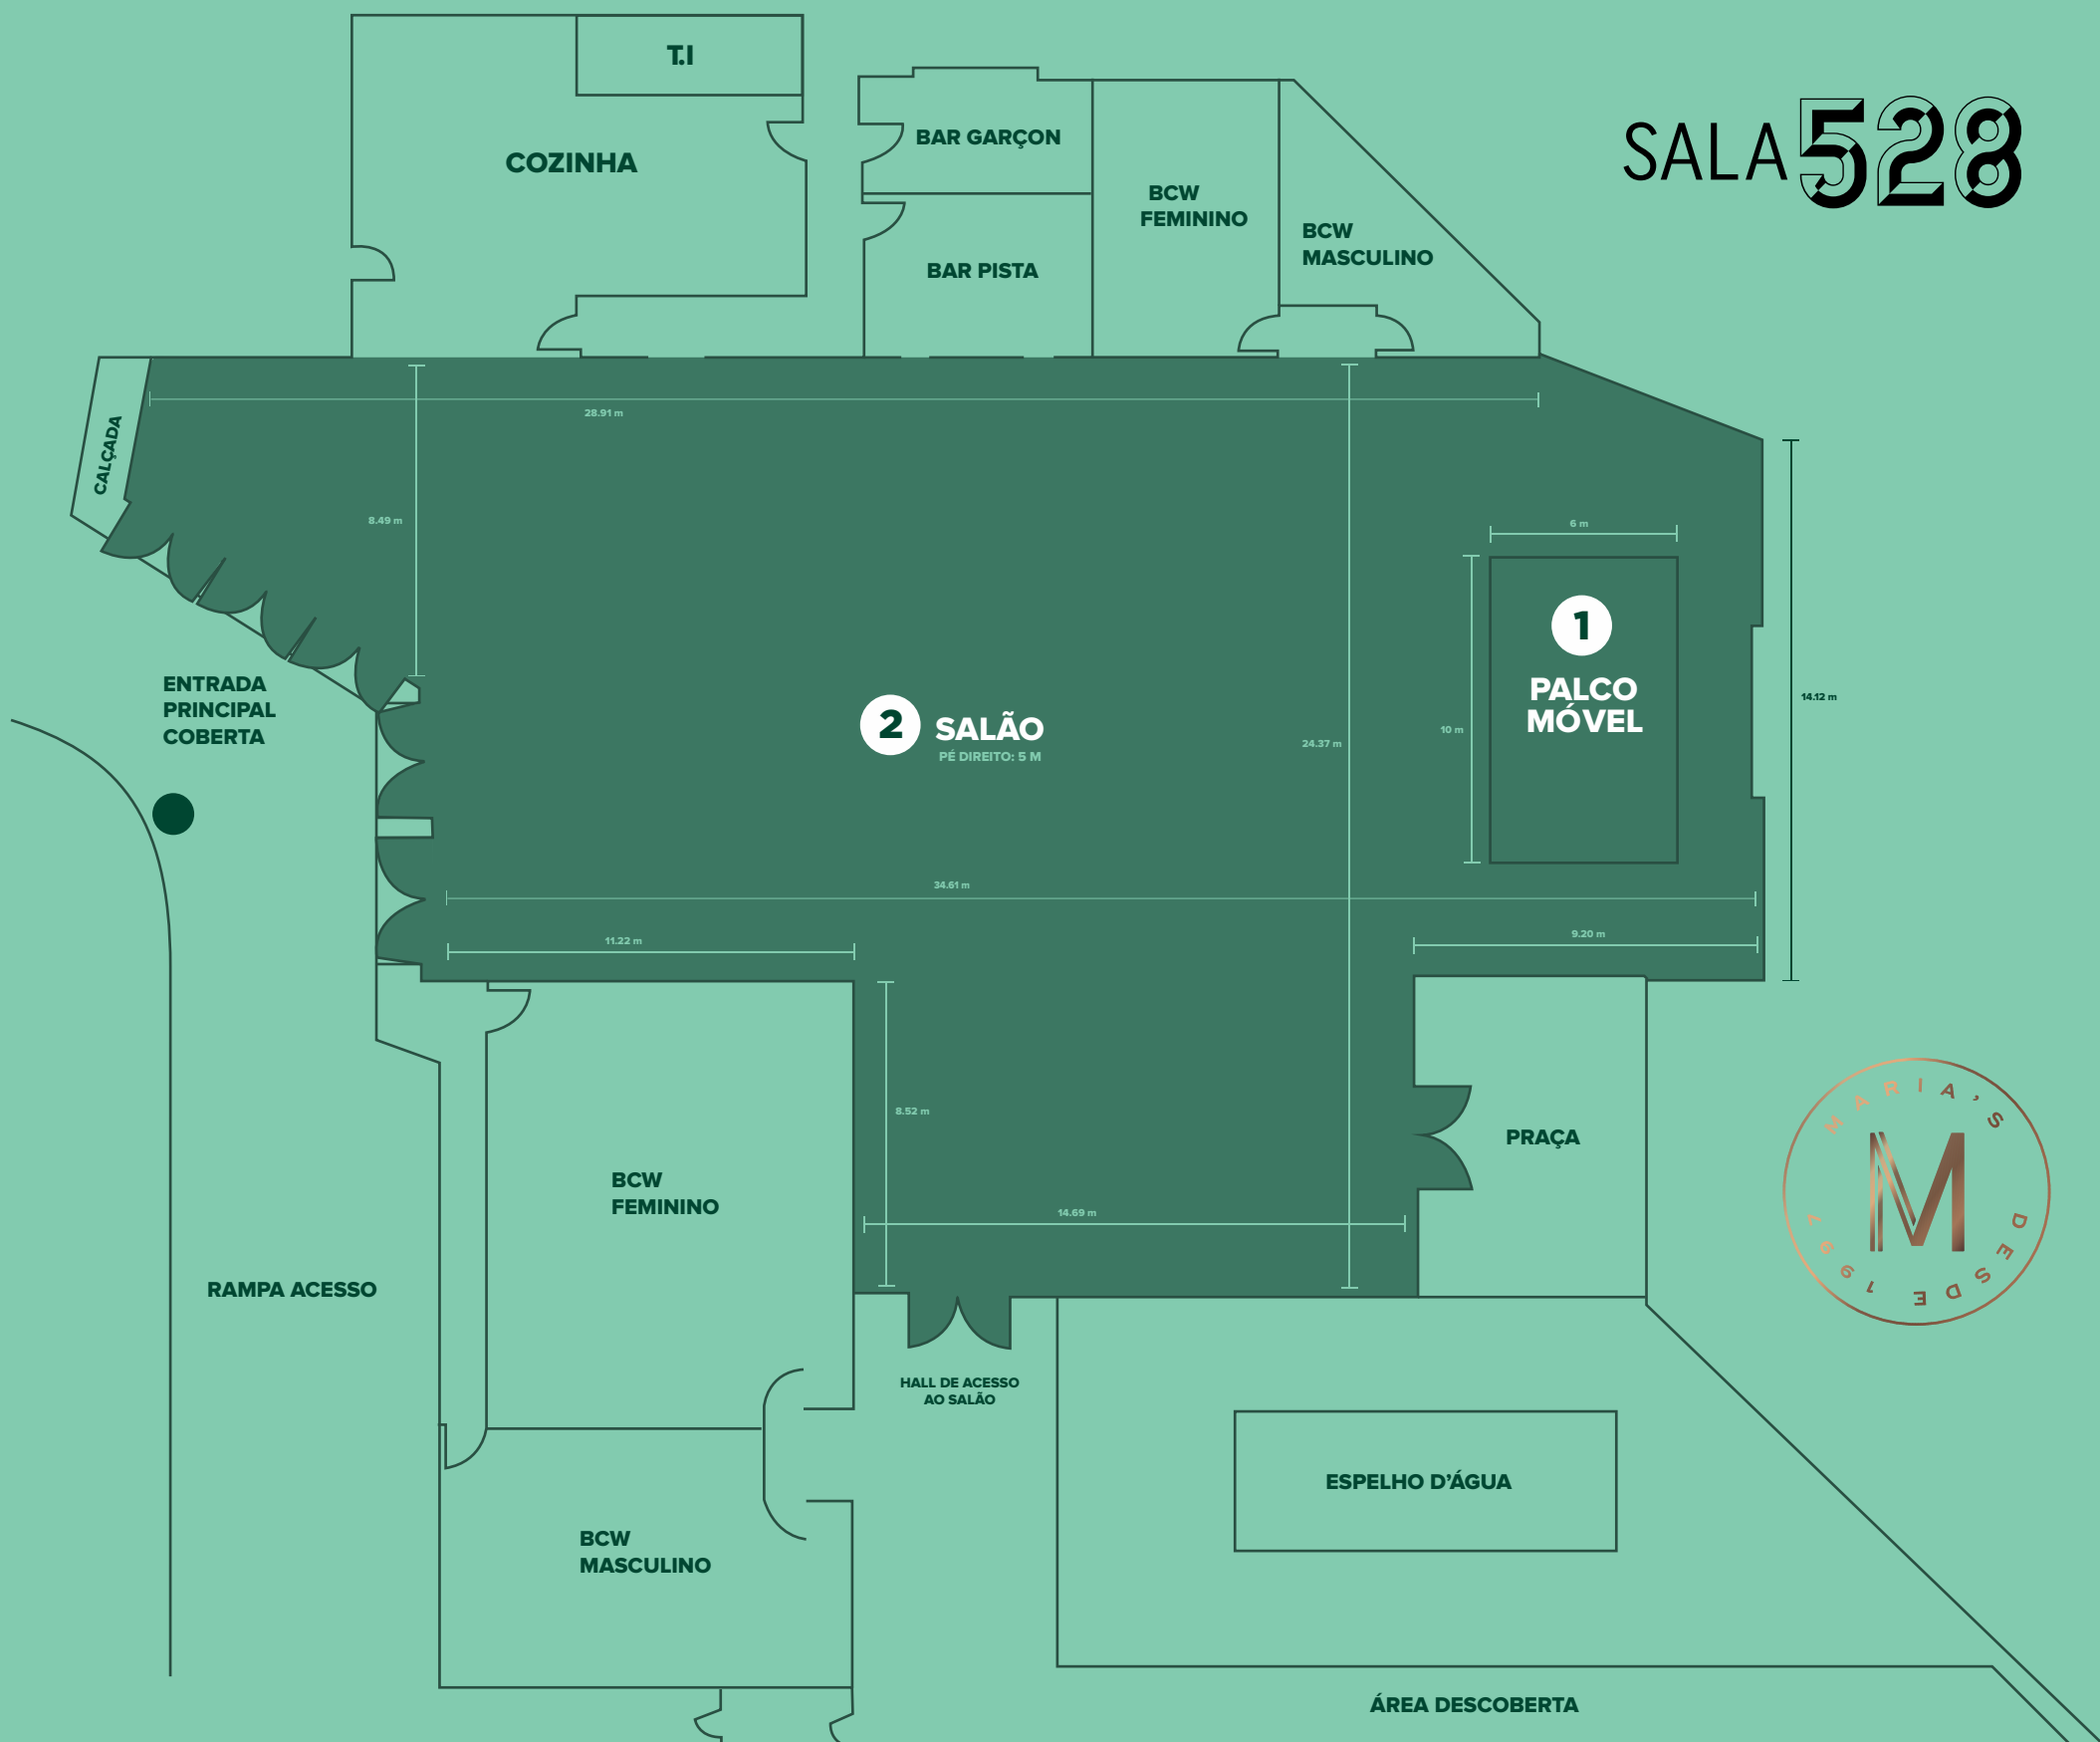 T.I
COZINHA
BAR GARÇON
BAR PISTA
BCW
FEMININO
BCW
MASCULINO
SALA 528
CALÇADA
28.91 m
8.49 m
6 m
1
PALCO
MÓVEL
10 m
14.12 m
ENTRADA
PRINCIPAL
COBERTA
2 SALÃO
PÉ DIREITO: 5 M
24.37 m
34.61 m
11.22 m
9.20 m
8.52 m
14.69 m
PRAÇA
BCW
FEMININO
RAMPA ACESSO
MARIA'S
M
DESDE 1997
HALL DE ACESSO
AO SALÃO
ESPELHO D’ÁGUA
BCW
MASCULINO
ÁREA DESCOBERTA